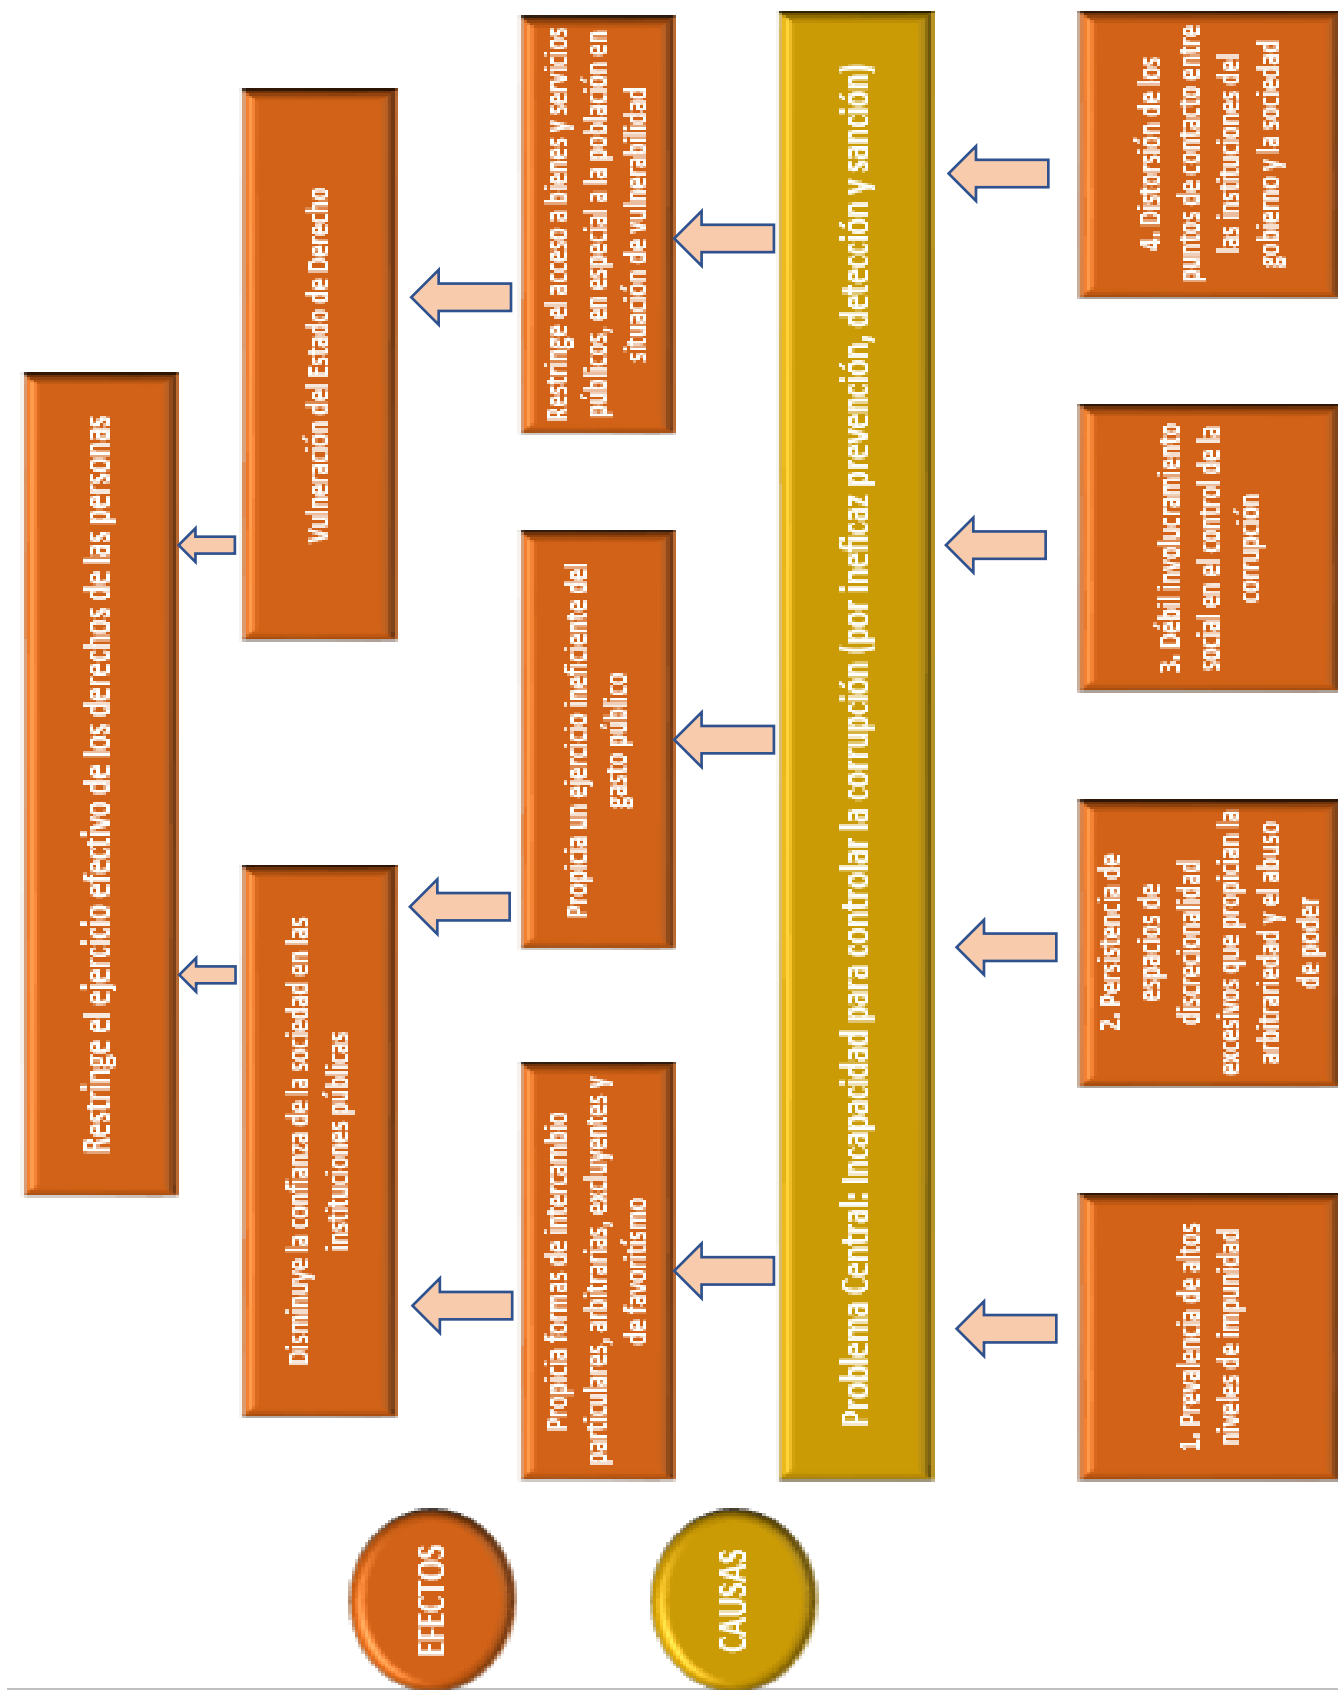 Restringe el ejercicio efectivo de los derechos de las personas
Disminuye la confianza de la sociedad en las
instituciones públicas
Vulneración del Estado de Derecho
EFECTOS
Propicia formas de intercambio
particulares, arbitrarias, excluyentes y
de favoritismo
Propicia un ejercicio ineficiente del
gasto público
Restringe el acceso a bienes y servicios
públicos, en especial a la población en
situación de vulnerabilidad
CAUSAS
Problema Central: Incapacidad para controlar la corrupción (por ineficaz prevención, detección y sanción)
1. Prevalencia de altos
niveles de impunidad
2. Persistencia de
espacios de
discrecionalidad
excesivos que propician la
arbitrariedad y el abuso
de poder
3. Débil involucramiento
social en el control de la
corrupción
4. Distorsión de los
puntos de contacto entre
las instituciones del
gobierno y la sociedad